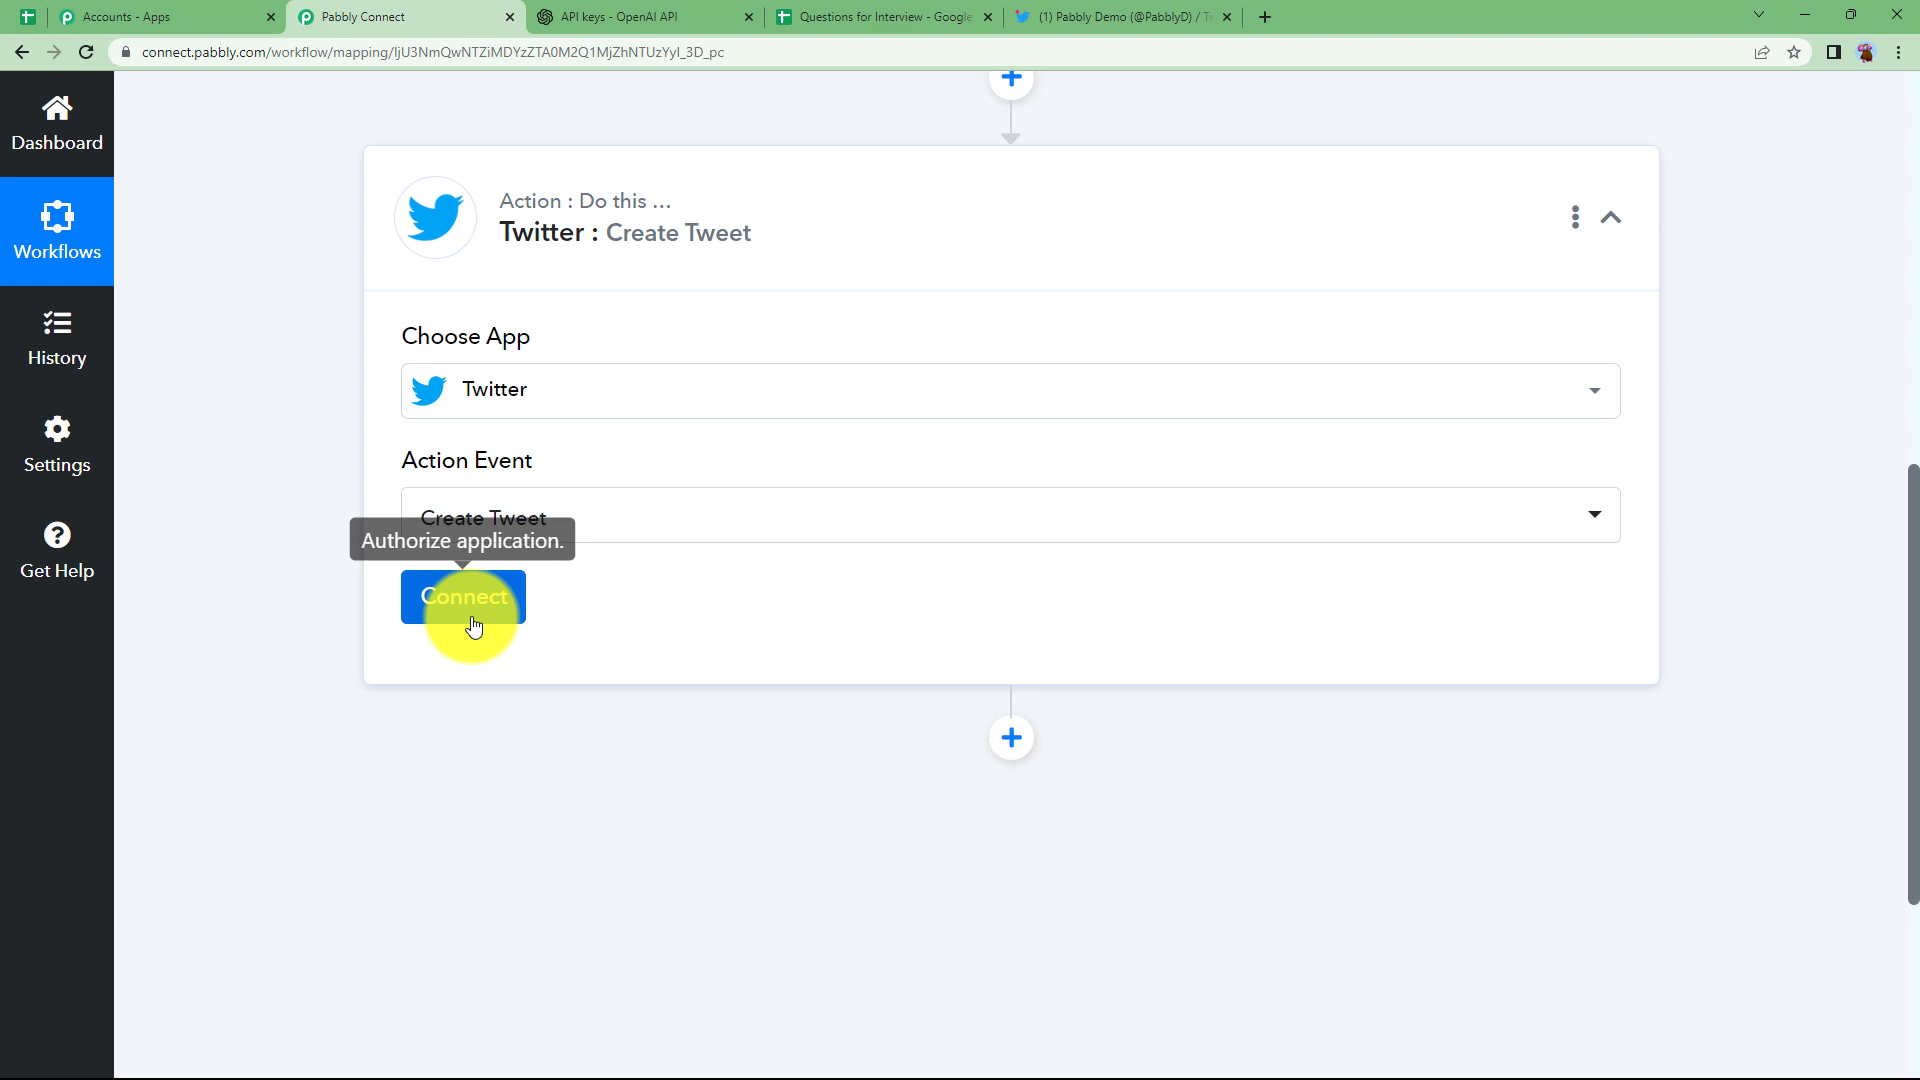 Accounts - Apps
Pabbly Connect
API keys - OpenAI API
Questions for Interview - Google
(1) Pabbly Demo (@PabblyD) / T
connect.pabbly.com/workflow/mapping/IjU3NmQwNTZiMDYzZTA0M2Q1MjZhNTUzYyI_3D_pc
Dashboard
Workflows
History
Settings
Get Help
Action : Do this ...
Twitter : Create Tweet
Choose App
Twitter
Action Event
Create Tweet
Authorize application.
Connect